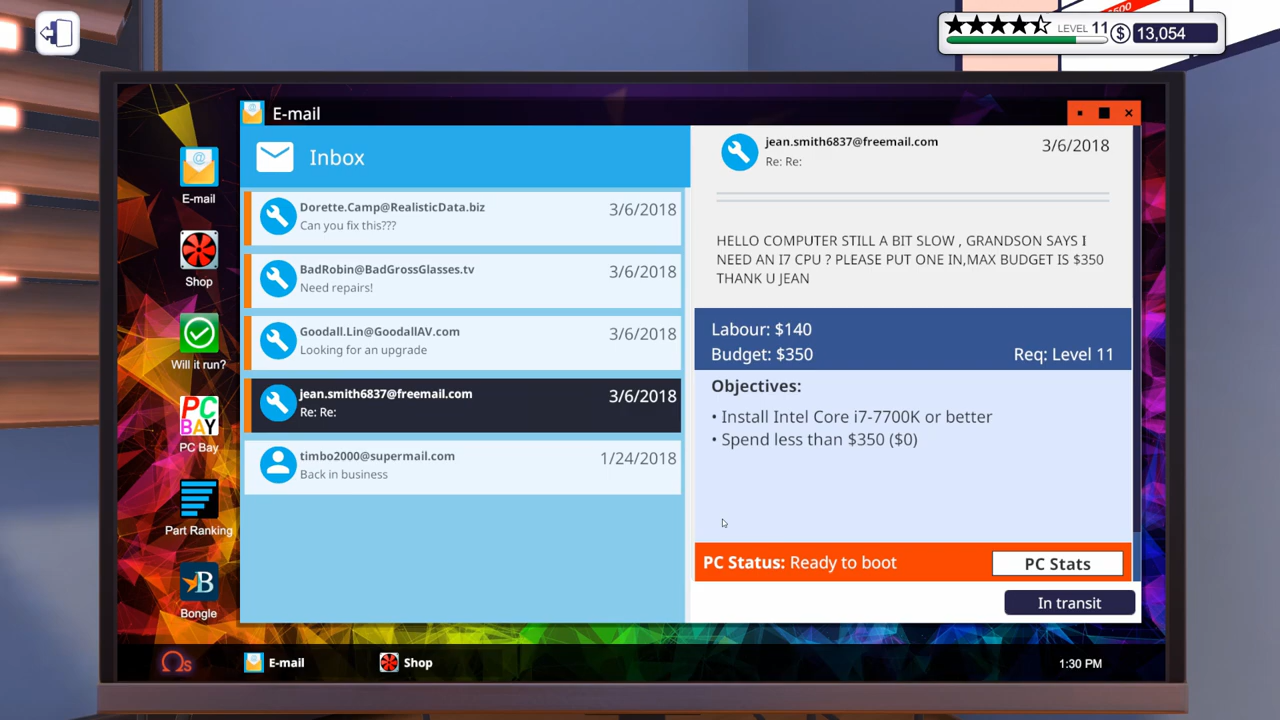 500
LEVEL 11
$ 13,054
E-mail
Inbox
Dorette.Camp@RealisticData.biz 3/6/2018
Can you fix this???
BadRobin@BadGrossGlasses.tv 3/6/2018
Need repairs!
Goodall.Lin@GoodallAV.com 3/6/2018
Looking for an upgrade
jean.smith6837@freemail.com 3/6/2018
Re: Re:
timbo2000@supermail.com 1/24/2018
Back in business
jean.smith6837@freemail.com 3/6/2018
Re: Re:
HELLO COMPUTER STILL A BIT SLOW , GRANDSON SAYS I
NEED AN I7 CPU ? PLEASE PUT ONE IN,MAX BUDGET IS $350
THANK U JEAN
Labour: $140
Budget: $350 Req: Level 11
Objectives:
• Install Intel Core i7-7700K or better
• Spend less than $350 ($0)
PC Status: Ready to boot PC Stats
In transit
@
E-mail
Shop
Will it run?
PC
BAY
PC Bay
Part Ranking
B
Bongle
Ωs
E-mail Shop 1:30 PM